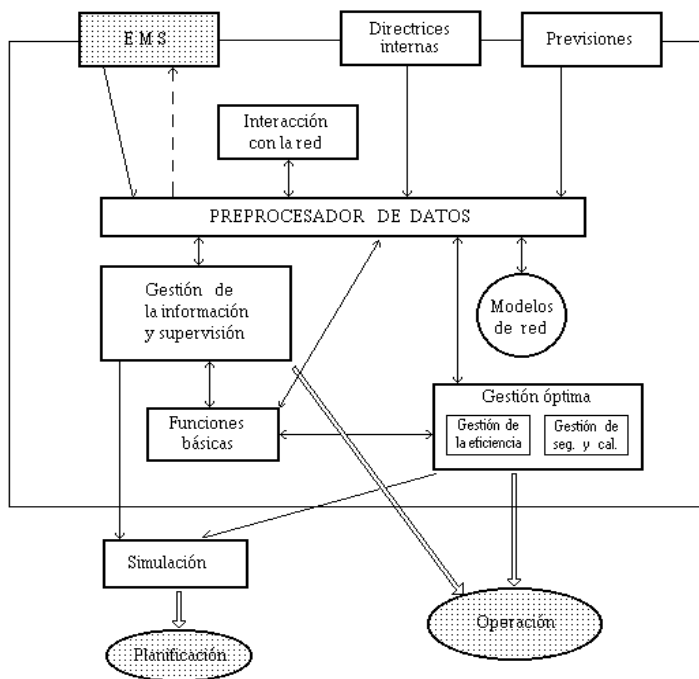 E M S
Directrices
internas
Previsiones
Interacción
con la red
PREPROCESADOR DE DATOS
Gestión de
la información
y supervisión
Modelos
de red
Funciones
básicas
Gestión óptima
Gestión de
la eficiencia
Gestión de
seg. y cal.
Simulación
Operación
Planificación